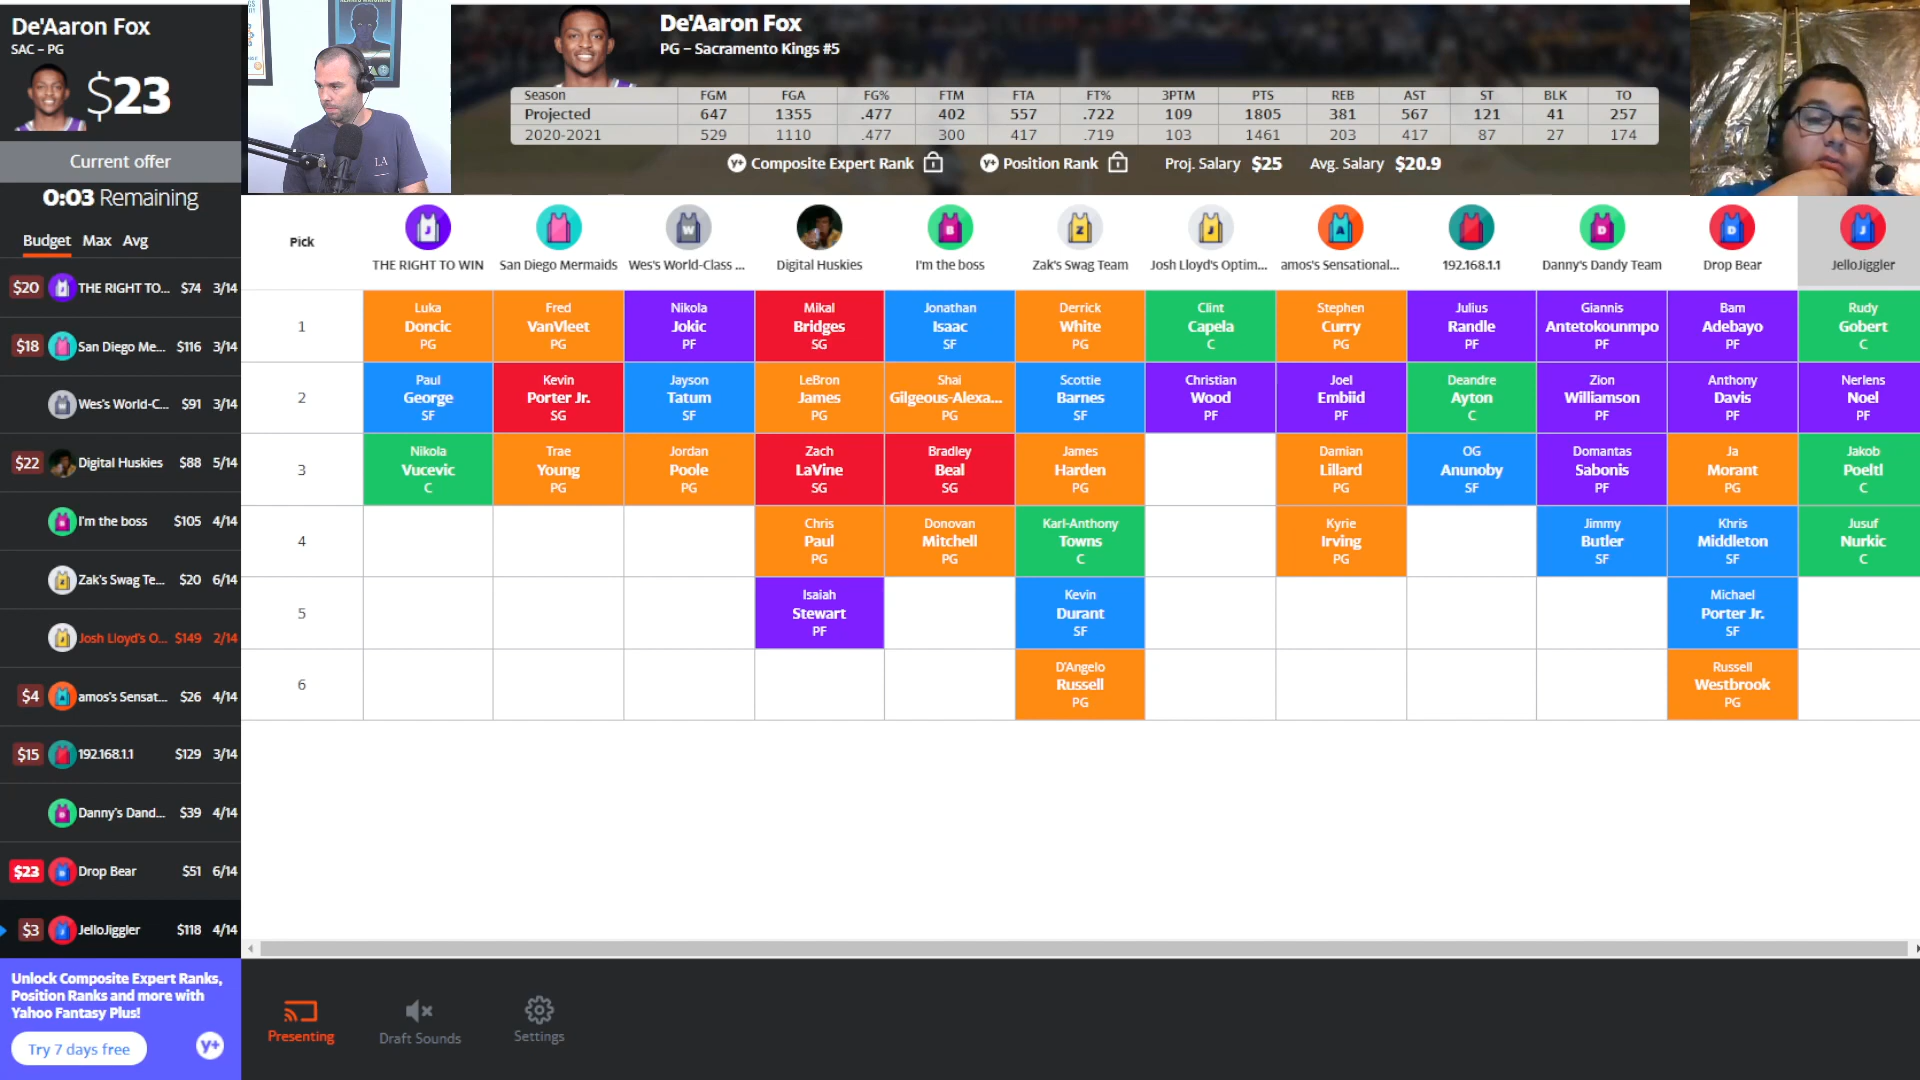 De'Aaron Fox
SAC – PG
$23
Current offer
0:03 Remaining
Budget Max Avg
$20 THE RIGHT TO... $74 3/14
$18 San Diego Me... $116 3/14
Wes's World-C... $91 3/14
$22 Digital Huskies $88 5/14
I'm the boss $105 4/14
Zak's Swag Te... $20 6/14
Josh Lloyd's O... $149 2/14
$4 amos's Sensat... $26 4/14
$15 192.168.1.1 $129 3/14
Danny's Dand... $39 4/14
$23 Drop Bear $51 6/14
$3 JelloJiggler $118 4/14
Unlock Composite Expert Ranks,
Position Ranks and more with
Yahoo Fantasy Plus!
Try 7 days free y+
De'Aaron Fox
PG – Sacramento Kings #5
Season FGM FGA FG% FTM FTA FT% 3PTM PTS REB AST ST BLK TO
Projected 647 1355 .477 402 557 .722 109 1805 381 567 121 41 257
2020-2021 529 1110 .477 300 417 .719 103 1461 203 417 87 27 174
y+ Composite Expert Rank y+ Position Rank Proj. Salary $25 Avg. Salary $20.9
LA
Pick THE RIGHT TO WIN San Diego Mermaids Wes's World-Class ... Digital Huskies I'm the boss Zak's Swag Team Josh Lloyd's Optim... amos's Sensational... 192.168.1.1 Danny's Dandy Team Drop Bear JelloJiggler
Luka Fred Nikola Mikal Jonathan Derrick Clint Stephen Julius Giannis Bam Rudy
1 Doncic VanVleet Jokic Bridges Isaac White Capela Curry Randle Antetokounmpo Adebayo Gobert
PG PG PF SG SF PG C PG PF PF PF C
Paul Kevin Jayson LeBron Shai Scottie Christian Joel Deandre Zion Anthony Nerlens
2 George Porter Jr. Tatum James Gilgeous-Alexa... Barnes Wood Embiid Ayton Williamson Davis Noel
SF SG SF PG PG SF PF PF C PF PF PF
Nikola Trae Jordan Zach Bradley James Damian OG Domantas Ja Jakob
3 Vucevic Young Poole LaVine Beal Harden Lillard Anunoby Sabonis Morant Poeltl
C PG PG SG SG PG PG SF PF PG C
Chris Donovan Karl-Anthony Kyrie Jimmy Khris Jusuf
4 Paul Mitchell Towns Irving Butler Middleton Nurkic
PG PG C PG SF SF C
Isaiah Kevin Michael
5 Stewart Durant Porter Jr.
PF SF SF
D'Angelo Russell
6 Russell Westbrook
PG PG
Presenting Draft Sounds Settings